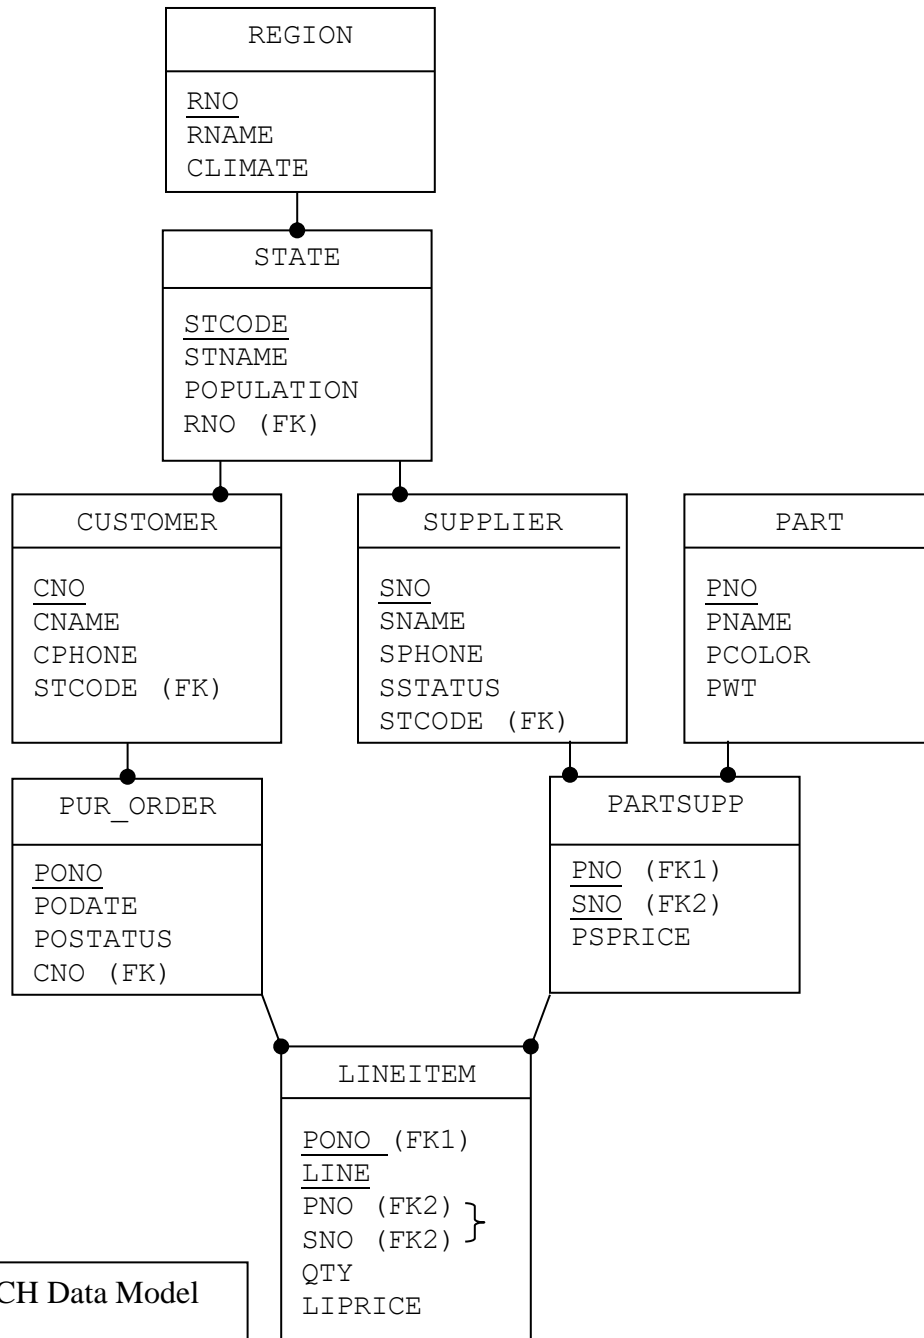 REGION
RNO
RNAME
CLIMATE
STATE
STCODE
STNAME
POPULATION
RNO (FK)
CUSTOMER
CNO
CNAME
CPHONE
STCODE (FK)
SUPPLIER
SNO
SNAME
SPHONE
SSTATUS
STCODE (FK)
PART
PNO
PNAME
PCOLOR
PWT
PUR_ORDER
PONO
PODATE
POSTATUS
CNO (FK)
PARTSUPP
PNO (FK1)
SNO (FK2)
PSPRICE
LINEITEM
PONO (FK1)
LINE
PNO (FK2)
SNO (FK2)
QTY
LIPRICE
CH Data Model